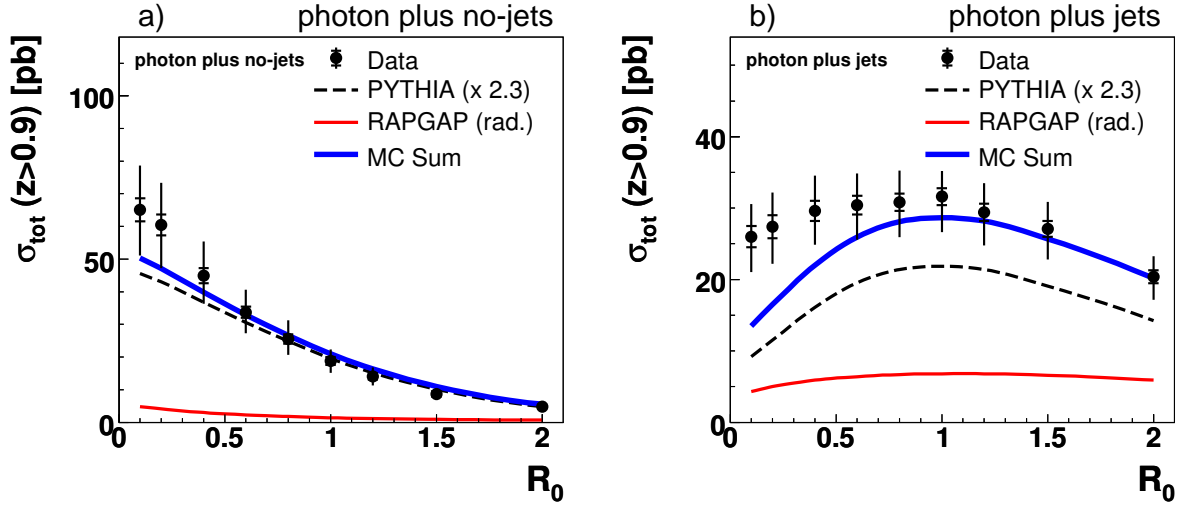 a) photon plus no-jets
photon plus no-jets
Data
PYTHIA (x 2.3)
RAPGAP (rad.)
MC Sum
σtot (z>0.9) [pb]
100
50
0
0 0.5 1 1.5 2
R0
b) photon plus jets
photon plus jets
Data
PYTHIA (x 2.3)
RAPGAP (rad.)
MC Sum
σtot (z>0.9) [pb]
40
20
0
0 0.5 1 1.5 2
R0